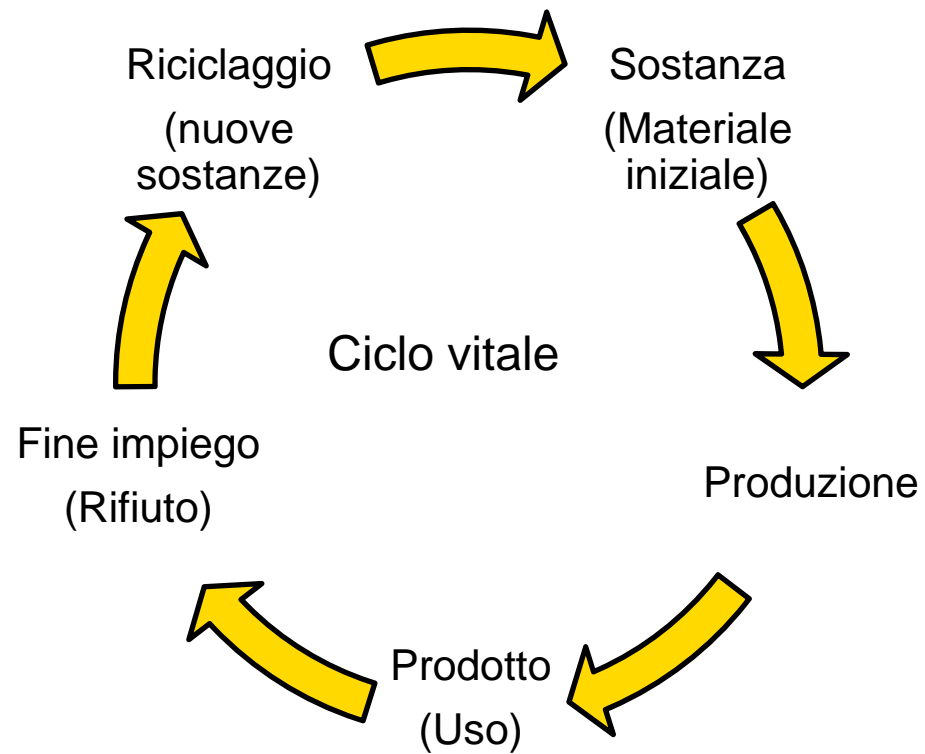 Riciclaggio
(nuove
sostanze)
Sostanza
(Materiale
iniziale)
Ciclo vitale
Fine impiego
(Rifiuto)
Produzione
Prodotto
(Uso)